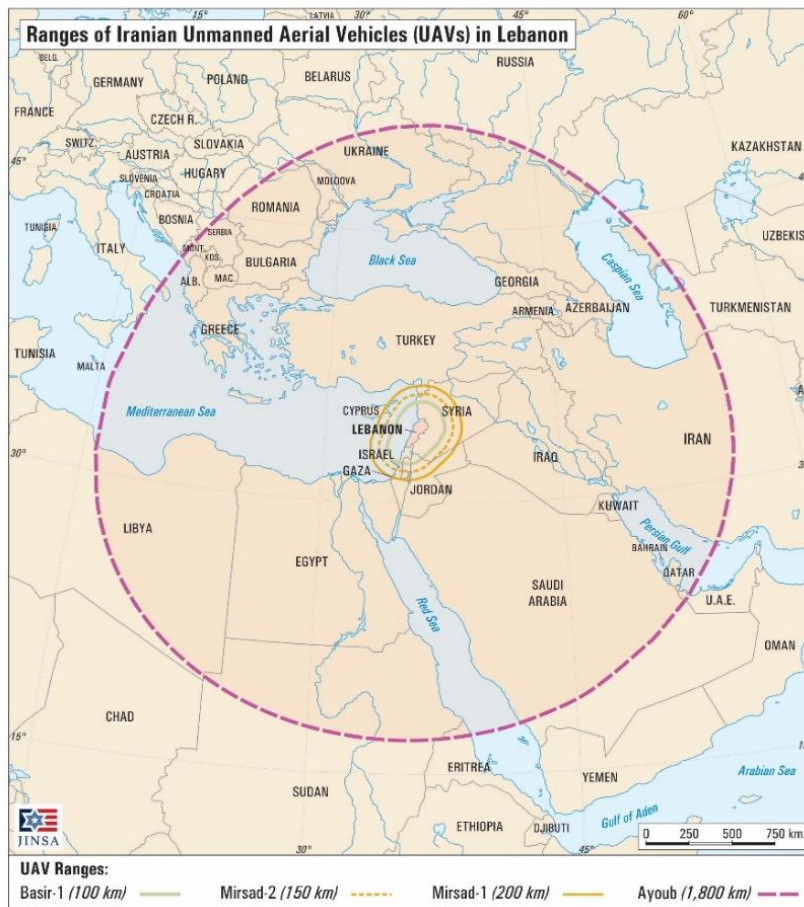 Ranges of Iranian Unmanned Aerial Vehicles (UAVs) in Lebanon
15°
LATVIA
30°
45°
60°
BELG.
GERMANY
POLAND
BELARUS
RUSSIA
FRANCE
CZECH R.
SLOVAKIA
UKRAINE
KAZAKHSTAN
45°
SWITZ.
AUSTRIA
HUNGARY
MOLDOVA
SLOVENIA
CROATIA
ROMANIA
TUNISIA
BOSNIA
SERBIA
UZBEKIS
ITALY
MONT.
KOS.
BULGARIA
Black Sea
Caspian Sea
ALB.
MAC.
GEORGIA
ARMENIA
AZERBAIJAN
TURKMENISTAN
GREECE
TURKEY
TUNISIA
MALTA
Mediterranean Sea
CYPRUS
SYRIA
LEBANON
IRAN
30°
ISRAEL
IRAQ
GAZA
JORDAN
KUWAIT
LIBYA
Persian Gulf
EGYPT
BAHRAIN
QATAR
SAUDI
ARABIA
U.A.E.
Red Sea
OMAN
CHAD
15°
ERITREA
YEMEN
Arabian Sea
SUDAN
Gulf of Aden
ETHIOPIA
DJIBUTI
0 250 500 750 km
JINSA
30°
45°
UAV Ranges:
Basir-1 (100 km) Mirsad-2 (150 km) Mirsad-1 (200 km) Ayoub (1,800 km)